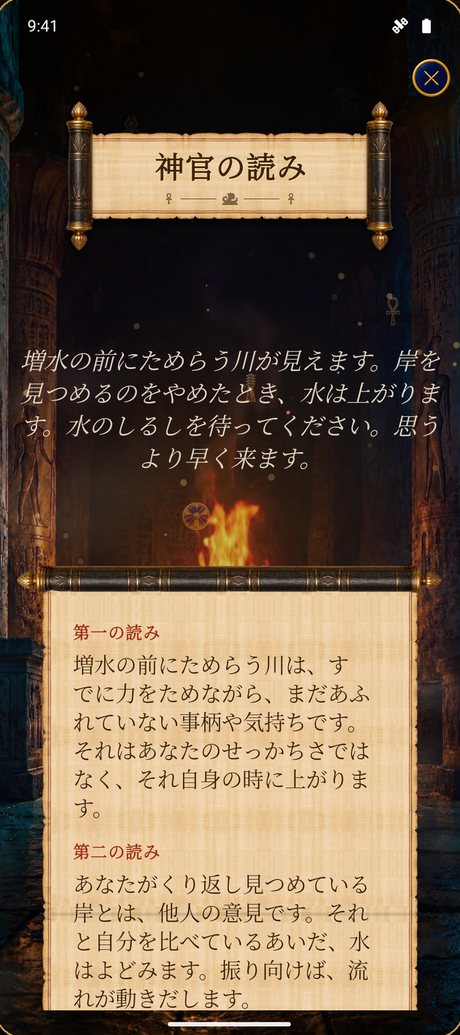 9:41
神官の読み
増水の前にためらう川が見えます。岸を
見つめるのをやめたとき、水は上がりま
す。水のしるしを待ってください。思う
より早く来ます。
第一の読み
増水の前にためらう川は、す
でに力をためながら、まだあふ
れていない事柄や気持ちです。
それはあなたのせっかちさでは
なく、それ自身の時に上がりま
す。
第二の読み
あなたがくり返し見つめている
岸とは、他人の意見です。それ
と自分を比べているあいだ、水
はよどみます。振り向けば、流
れが動きだします。